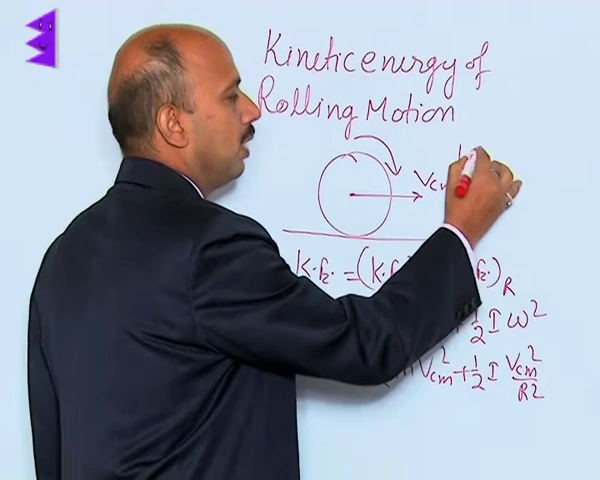 Kinetic energy of
Rolling Motion
Vcm
K.E. = (K.E. E.)R
+ 1/2 I ω²
Vcm² + 1/2 I Vcm²/R²